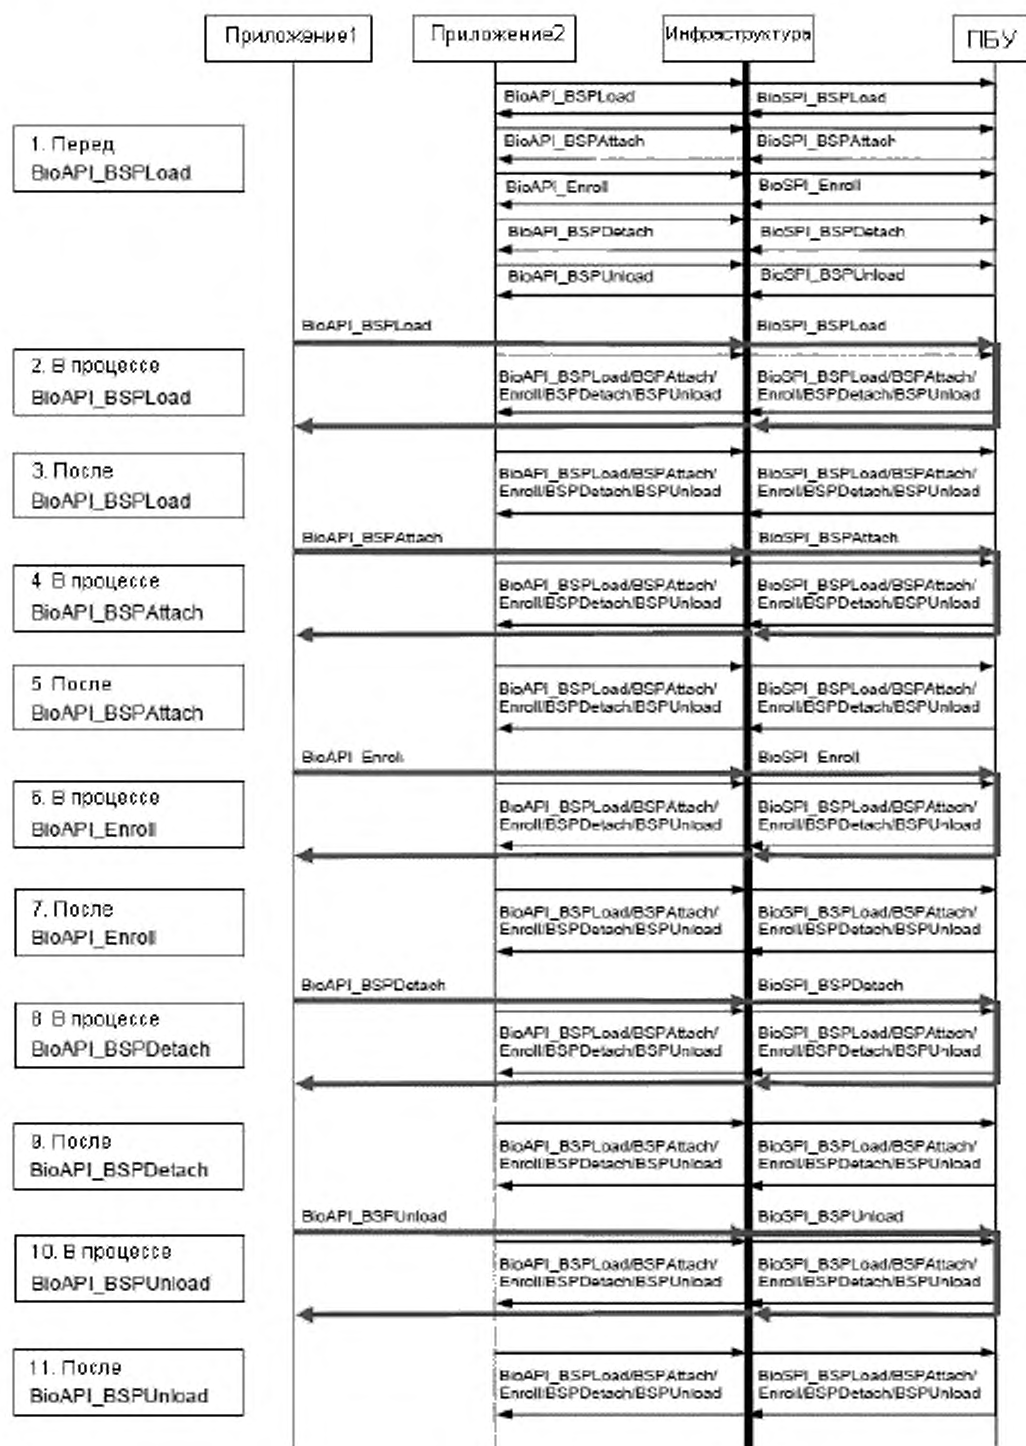 Приложение1
Приложение2
Инфраструктура
ПБУ
BioAPI_BSPLoad
BioSPI_BSPLoad
1. Перед
BioAPI_BSPLoad
BioAPI_BSPAttach
BioSPI_BSPAttach
BioAPI_Enroll
BioSPI_Enroll
BioAPI_BSPDetach
BioSPI_BSPDetach
BioAPI_BSPUnload
BioSPI_BSPUnload
BioAPI_BSPLoad
BioSPI_BSPLoad
2. В процессе
BioAPI_BSPLoad
BioAPI_BSPLoad/BSPAttach/
Enroll/BSPDetach/BSPUnload
BioSPI_BSPLoad/BSPAttach/
Enroll/BSPDetach/BSPUnload
3. После
BioAPI_BSPLoad
BioAPI_BSPLoad/BSPAttach/
Enroll/BSPDetach/BSPUnload
BioSPI_BSPLoad/BSPAttach/
Enroll/BSPDetach/BSPUnload
BioAPI_BSPAttach
BioSPI_BSPAttach
4 В процессе
BioAPI_BSPAttach
BioAPI_BSPLoad/BSPAttach/
Enroll/BSPDetach/BSPUnload
BioSPI_BSPLoad/BSPAttach/
Enroll/BSPDetach/BSPUnload
5 После
BioAPI_BSPAttach
BioAPI_BSPLoad/BSPAttach/
Enroll/BSPDetach/BSPUnload
BioSPI_BSPLoad/BSPAttach/
Enroll/BSPDetach/BSPUnload
BioAPI_Enroll
BioSPI_Enroll
6. В процессе
BioAPI_Enroll
BioAPI_BSPLoad/BSPAttach/
Enroll/BSPDetach/BSPUnload
BioSPI_BSPLoad/BSPAttach/
Enroll/BSPDetach/BSPUnload
7. После
BioAPI_Enroll
BioAPI_BSPLoad/BSPAttach/
Enroll/BSPDetach/BSPUnload
BioSPI_BSPLoad/BSPAttach/
Enroll/BSPDetach/BSPUnload
BioAPI_BSPDetach
BioSPI_BSPDetach
8 В процессе
BioAPI_BSPDetach
BioAPI_BSPLoad/BSPAttach/
Enroll/BSPDetach/BSPUnload
BioSPI_BSPLoad/BSPAttach/
Enroll/BSPDetach/BSPUnload
9. После
BioAPI_BSPDetach
BioAPI_BSPLoad/BSPAttach/
Enroll/BSPDetach/BSPUnload
BioSPI_BSPLoad/BSPAttach/
Enroll/BSPDetach/BSPUnload
BioAPI_BSPUnload
BioSPI_BSPUnload
10. В процессе
BioAPI_BSPUnload
BioAPI_BSPLoad/BSPAttach/
Enroll/BSPDetach/BSPUnload
BioSPI_BSPLoad/BSPAttach/
Enroll/BSPDetach/BSPUnload
11. После
BioAPI_BSPUnload
BioAPI_BSPLoad/BSPAttach/
Enroll/BSPDetach/BSPUnload
BioSPI_BSPLoad/BSPAttach/
Enroll/BSPDetach/BSPUnload